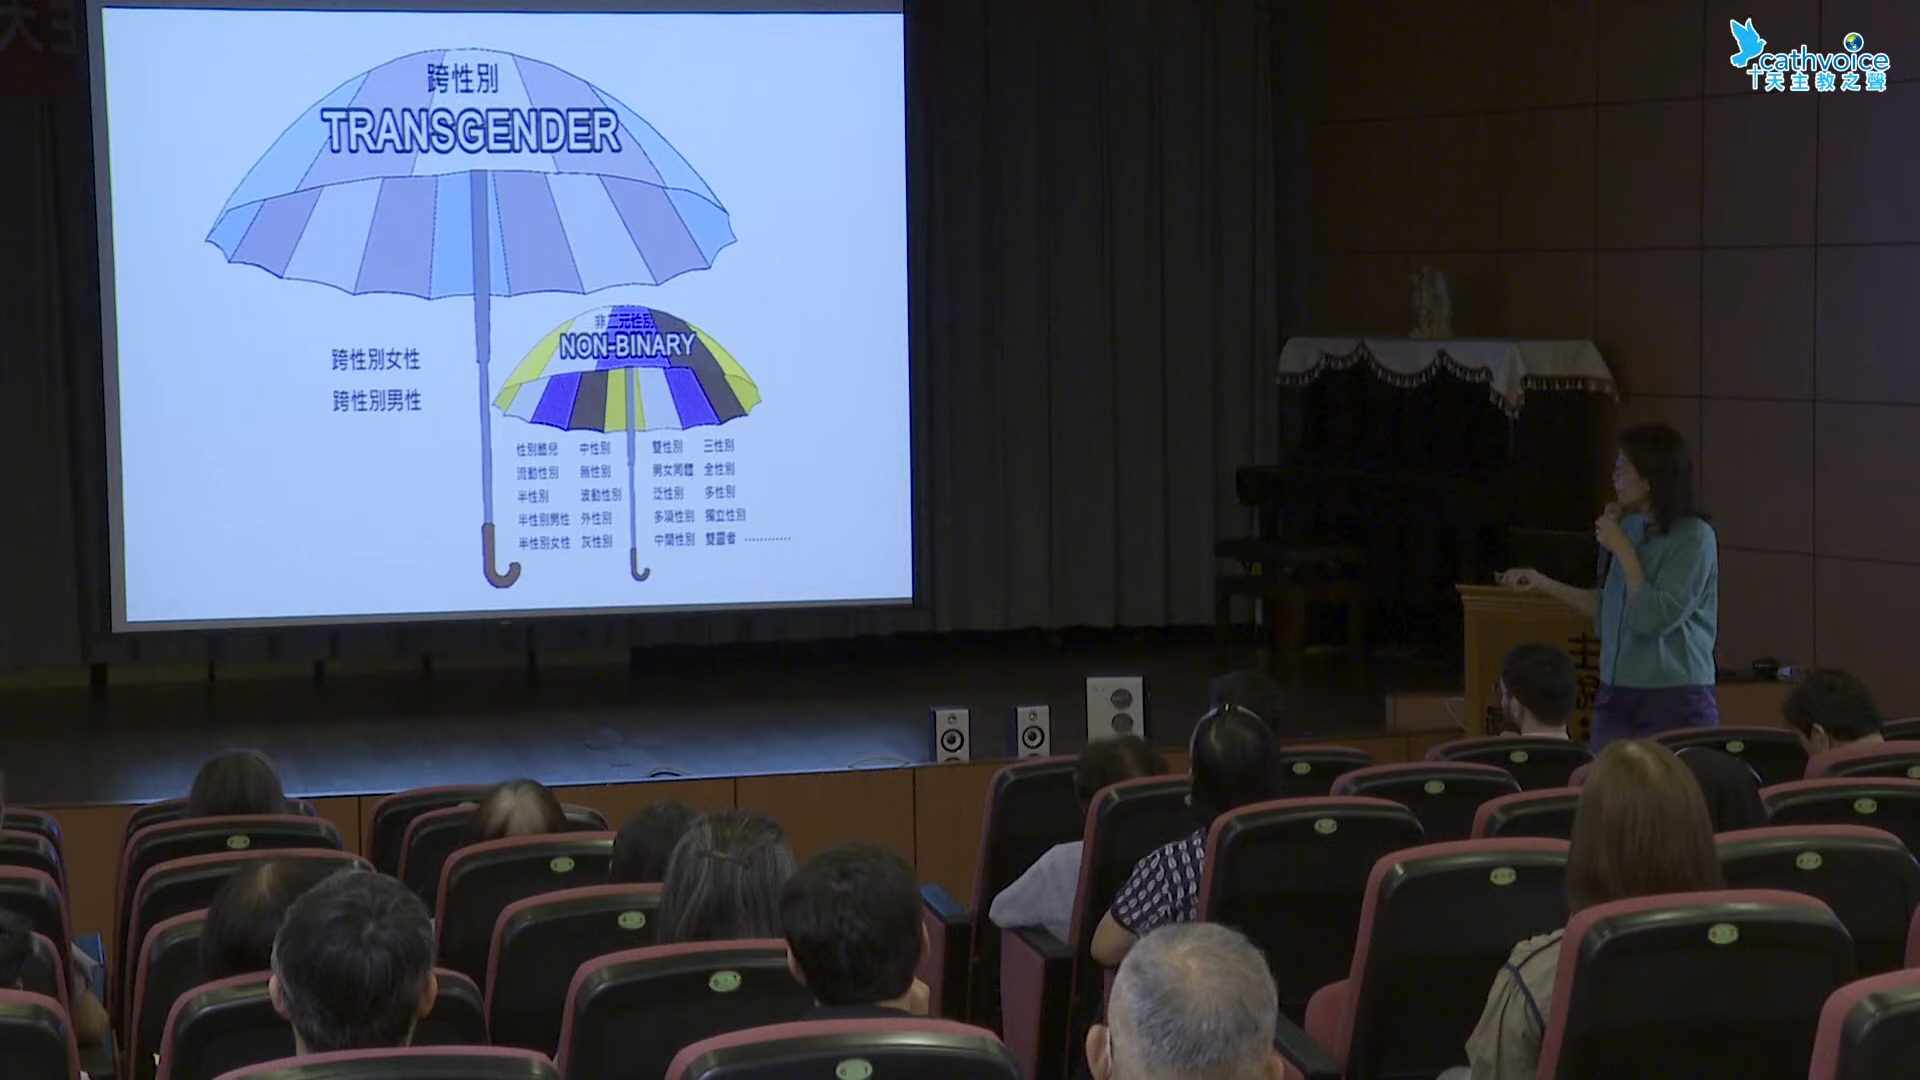 cathvoice
天主教之聲
跨性別
TRANSGENDER
非二元性別
NON-BINARY
跨性別女性
跨性別男性
性別酷兒 中性別 雙性別 三性別
流動性別 無性別 男女同體 全性別
半性別 波動性別 泛性別 多性別
半性別男性 外性別 多項性別 獨立性別
半性別女性 灰性別 中間性別 雙靈者 …………